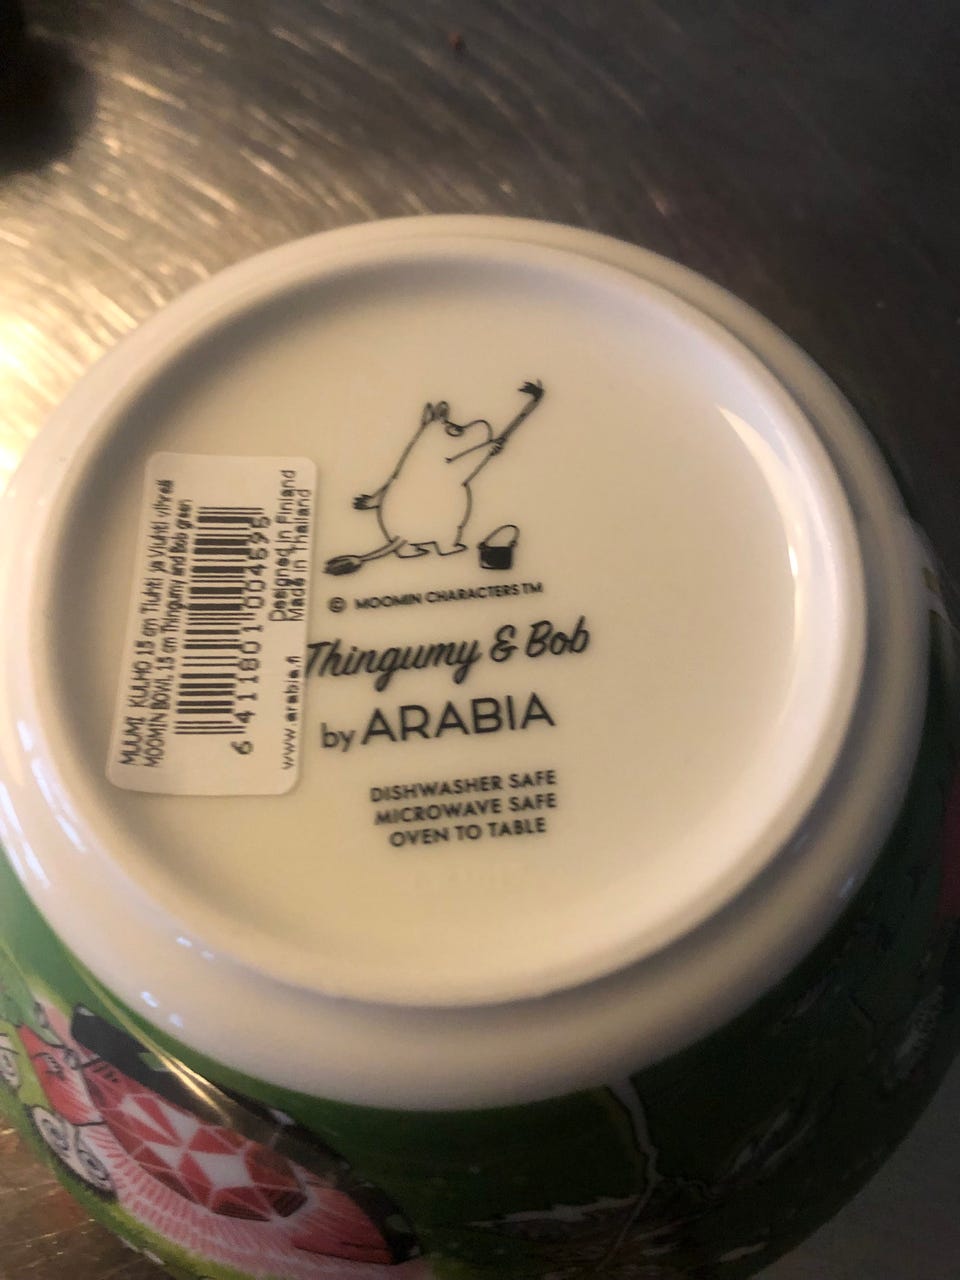 MUUMI KULHO 15 cm Tiuhti ja Viuhti vihreä
MOOMIN BOWL 15 cm Thingumy and Bob green
6 411801 004595
Designed in Finland
www.arabia.fi Made in Thailand
© MOOMIN CHARACTERS TM
Thingumy & Bob
by ARABIA
DISHWASHER SAFE
MICROWAVE SAFE
OVEN TO TABLE